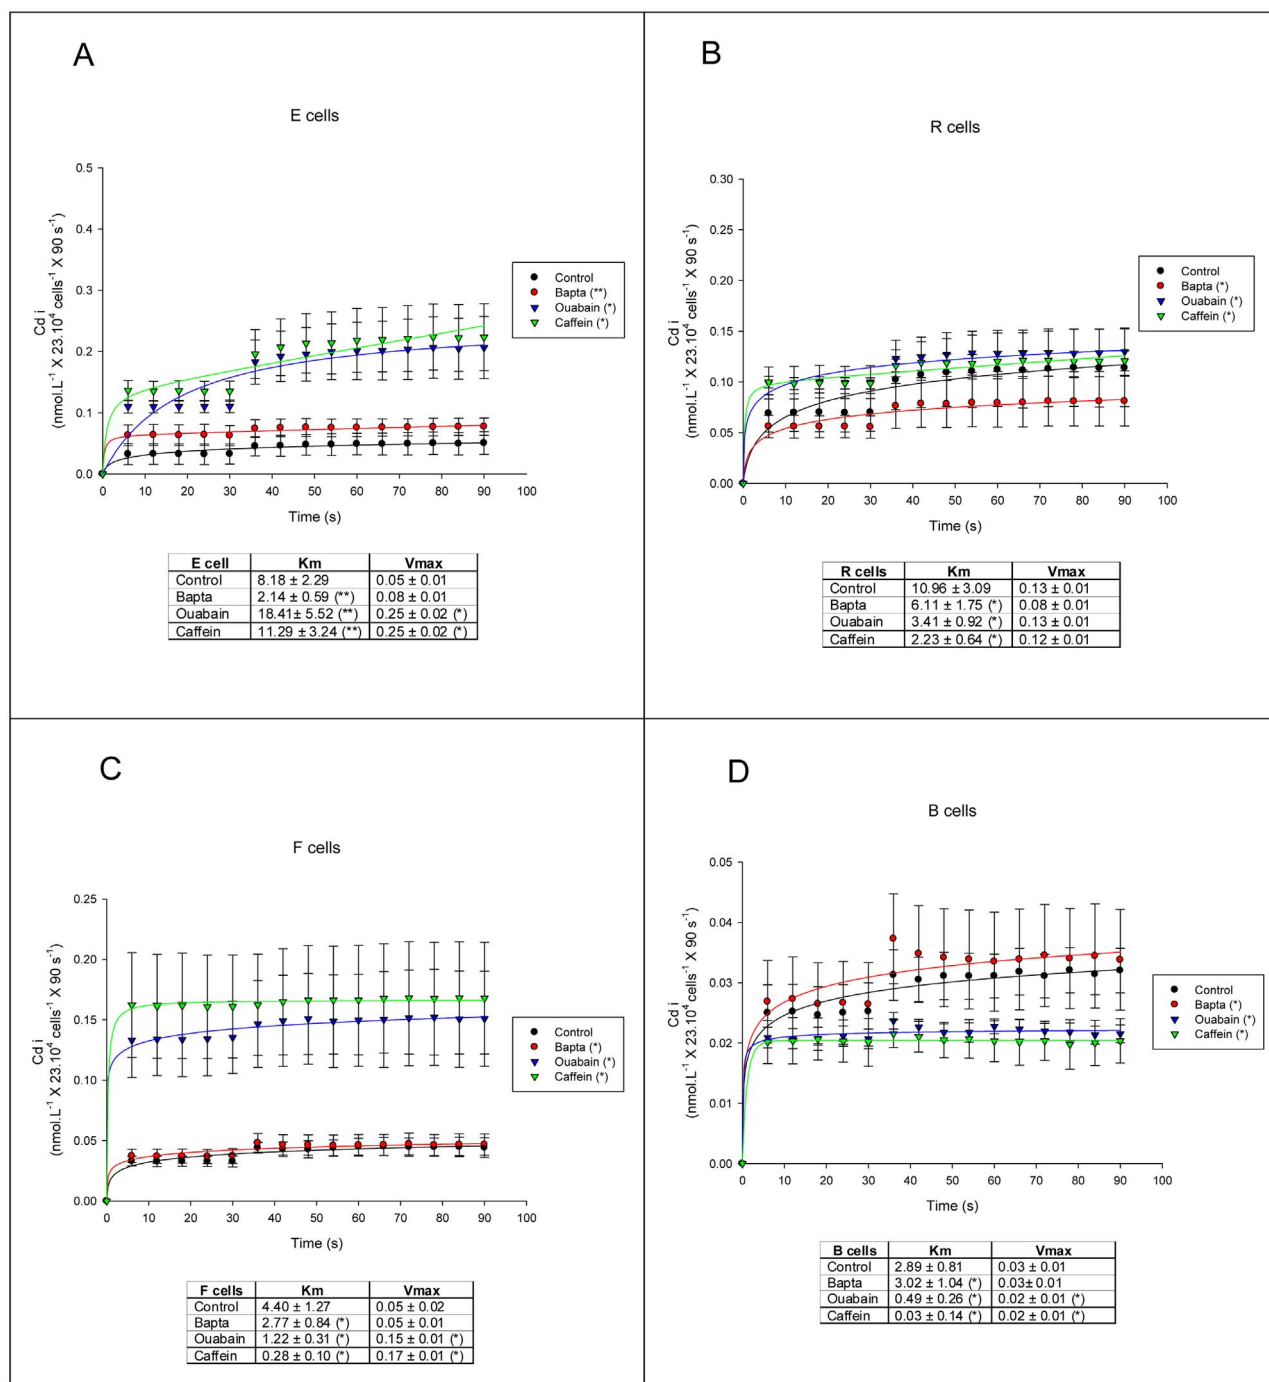 A
E cells
Cd i
(nmol.L⁻¹ X 23.10⁴ cells⁻¹ X 90 s⁻¹)
0.5
0.4
0.3
0.2
0.1
0.0
0 10 20 30 40 50 60 70 80 90 100
Time (s)
Control
Bapta (**)
Ouabain (*)
Caffein (*)
E cell Km Vmax
Control 8.18 ± 2.29 0.05 ± 0.01
Bapta 2.14 ± 0.59 (**) 0.08 ± 0.01
Ouabain 18.41± 5.52 (**) 0.25 ± 0.02 (*)
Caffein 11.29 ± 3.24 (**) 0.25 ± 0.02 (*)
B
R cells
Cd i
(nmol.L⁻¹ X 23.10⁴ cells⁻¹ X 90 s⁻¹)
0.30
0.25
0.20
0.15
0.10
0.05
0.00
0 10 20 30 40 50 60 70 80 90 100
Time (s)
Control
Bapta (*)
Ouabain (*)
Caffein (*)
R cells Km Vmax
Control 10.96 ± 3.09 0.13 ± 0.01
Bapta 6.11 ± 1.75 (*) 0.08 ± 0.01
Ouabain 3.41 ± 0.92 (*) 0.13 ± 0.01
Caffein 2.23 ± 0.64 (*) 0.12 ± 0.01
C
F cells
Cd i
(nmol.L⁻¹ X 23.10⁴ cells⁻¹ X 90 s⁻¹)
0.25
0.20
0.15
0.10
0.05
0.00
0 10 20 30 40 50 60 70 80 90 100
Time (s)
Control
Bapta (*)
Ouabain (*)
Caffein (*)
F cells Km Vmax
Control 4.40 ± 1.27 0.05 ± 0.02
Bapta 2.77 ± 0.84 (*) 0.05 ± 0.01
Ouabain 1.22 ± 0.31 (*) 0.15 ± 0.01 (*)
Caffein 0.28 ± 0.10 (*) 0.17 ± 0.01 (*)
D
B cells
Cd i
(nmol.L⁻¹ X 23.10⁴ cells⁻¹ X 90 s⁻¹)
0.05
0.04
0.03
0.02
0.01
0.00
0 10 20 30 40 50 60 70 80 90 100
Time (s)
Control
Bapta (*)
Ouabain (*)
Caffein (*)
B cells Km Vmax
Control 2.89 ± 0.81 0.03 ± 0.01
Bapta 3.02 ± 1.04 (*) 0.03± 0.01
Ouabain 0.49 ± 0.26 (*) 0.02 ± 0.01 (*)
Caffein 0.03 ± 0.14 (*) 0.02 ± 0.01 (*)